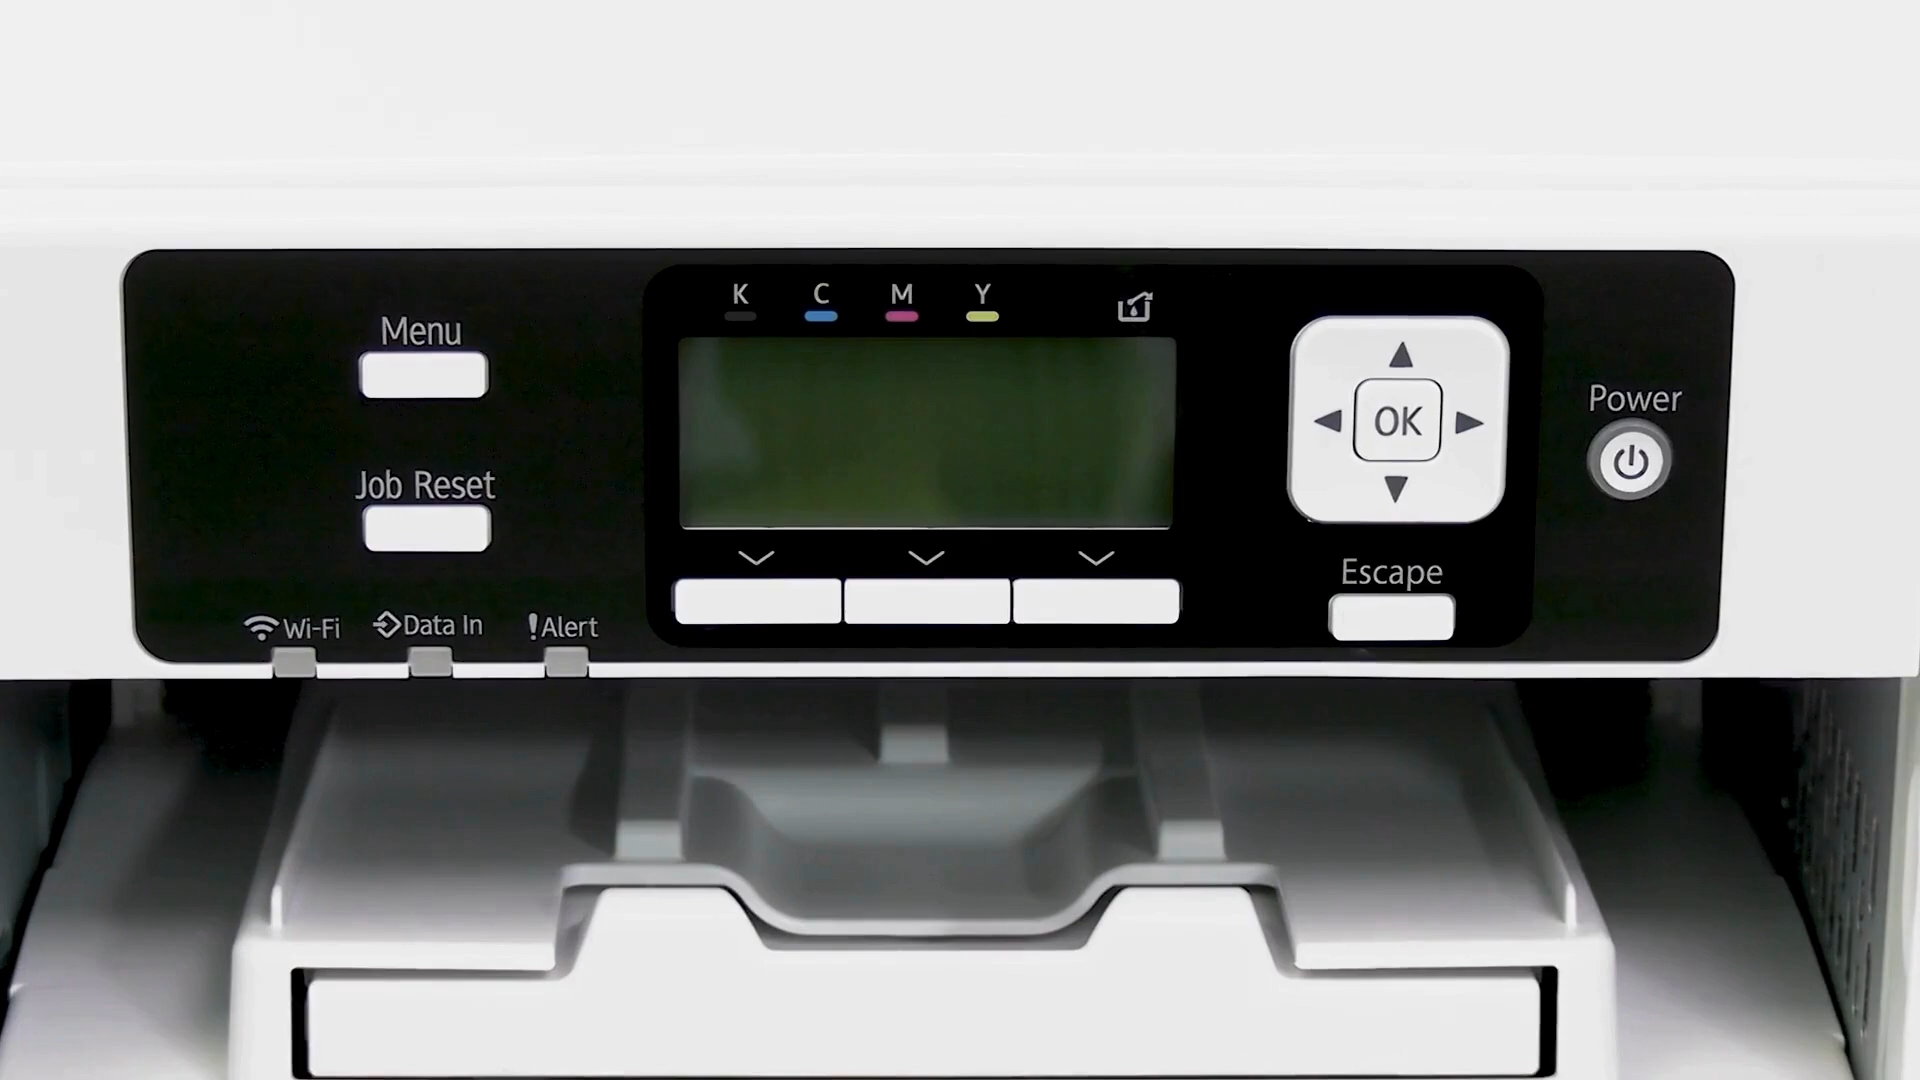 Menu
Job Reset
Wi-Fi
Data In
!Alert
K C M Y
OK
Escape
Power